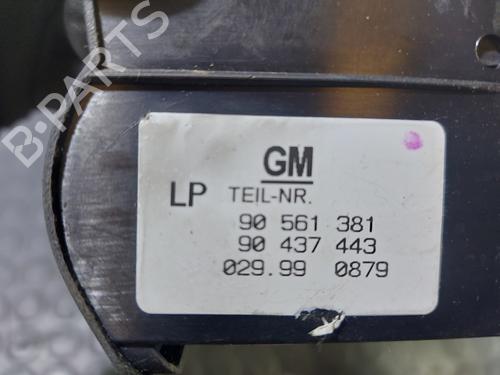 B-PARTS
GM
LP TEIL-NR.
90 561 381
90 437 443
029.99 0879